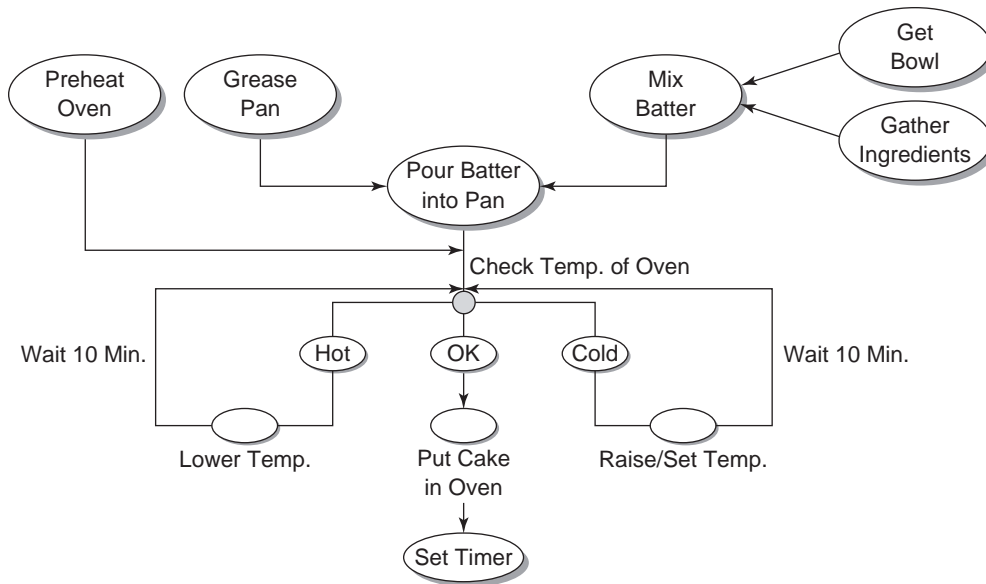 Get
Bowl
Preheat
Oven
Grease
Pan
Mix
Batter
Gather
Ingredients
Pour Batter
into Pan
Check Temp. of Oven
Wait 10 Min.
Hot
OK
Cold
Wait 10 Min.
Lower Temp.
Put Cake
in Oven
Raise/Set Temp.
Set Timer